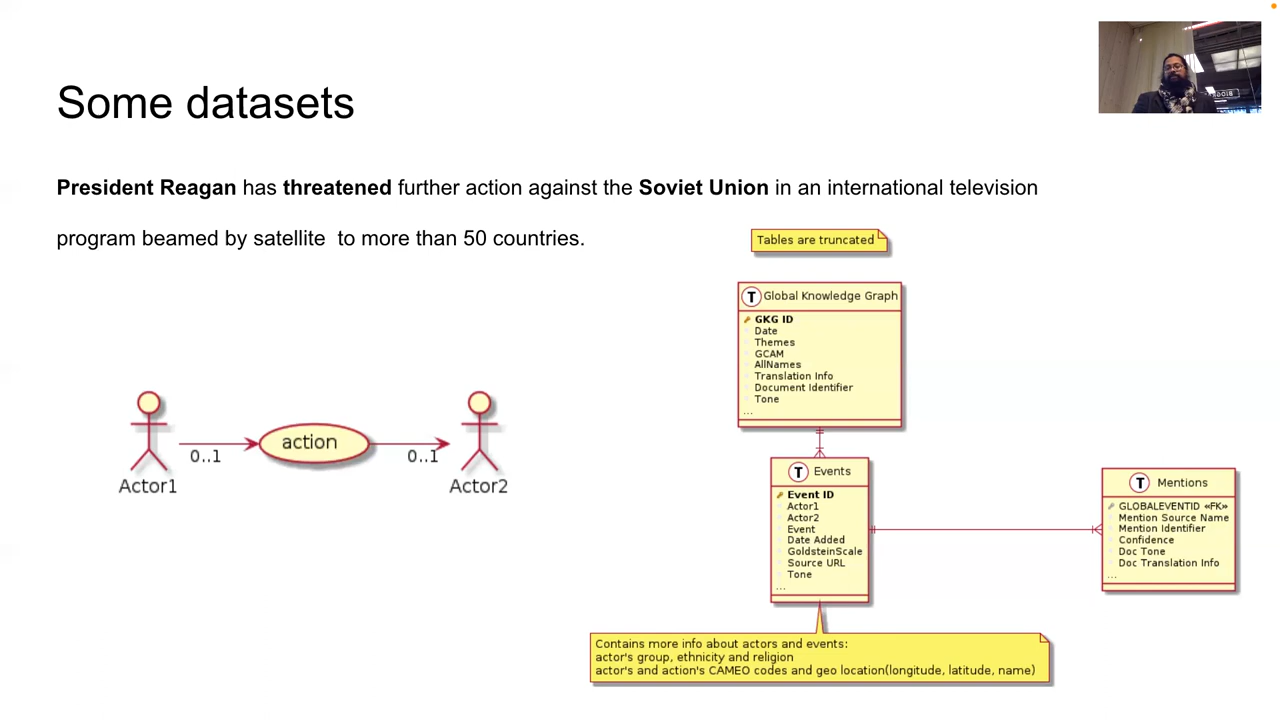 Some datasets
President Reagan has threatened further action against the Soviet Union in an international television
program beamed by satellite  to more than 50 countries.
Tables are truncated
T Global Knowledge Graph
GKG ID
Date
Themes
GCAM
AllNames
Translation Info
Document Identifier
Tone
...
action
0..1
0..1
Actor1
Actor2
T Events
Event ID
Actor1
Actor2
Event
Date Added
GoldsteinScale
Source URL
Tone
...
T Mentions
GLOBALEVENTID «FK»
Mention Source Name
Mention Identifier
Confidence
Doc Tone
Doc Translation Info
...
Contains more info about actors and events:
actor's group, ethnicity and religion
actor's and action's CAMEO codes and geo location(longitude, latitude, name)